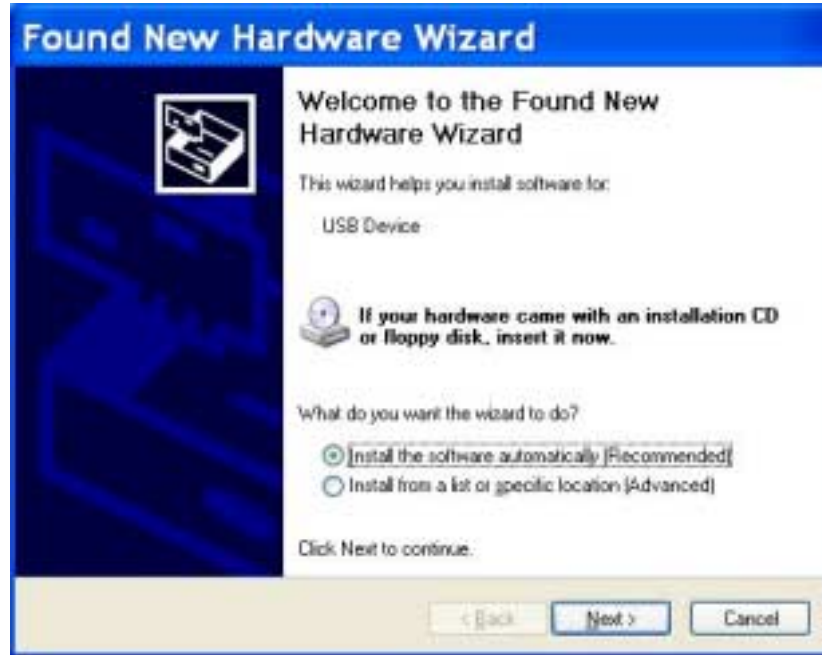 Found New Hardware Wizard
Welcome to the Found New
Hardware Wizard
This wizard helps you install software for:
USB Device
If your hardware came with an installation CD
or floppy disk, insert it now.
What do you want the wizard to do?
Install the software automatically (Recommended)
Install from a list or specific location (Advanced)
Click Next to continue.
< Back Next > Cancel